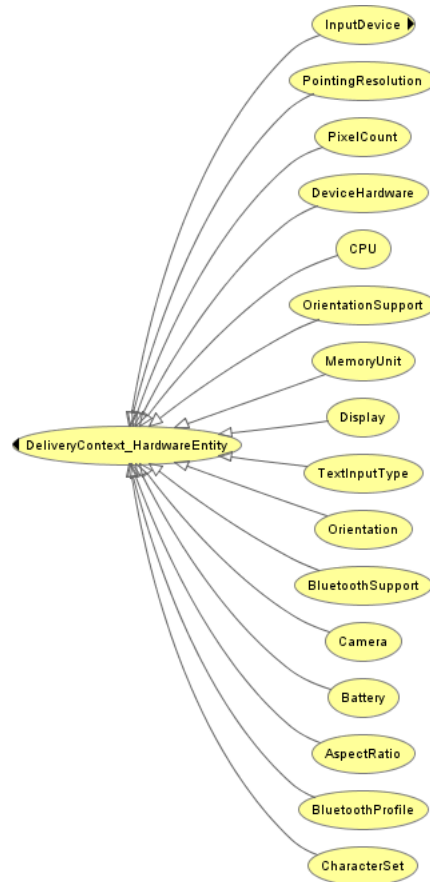 InputDevice
PointingResolution
PixelCount
DeviceHardware
CPU
OrientationSupport
MemoryUnit
Display
DeliveryContext_HardwareEntity
TextInputType
Orientation
BluetoothSupport
Camera
Battery
AspectRatio
BluetoothProfile
CharacterSet